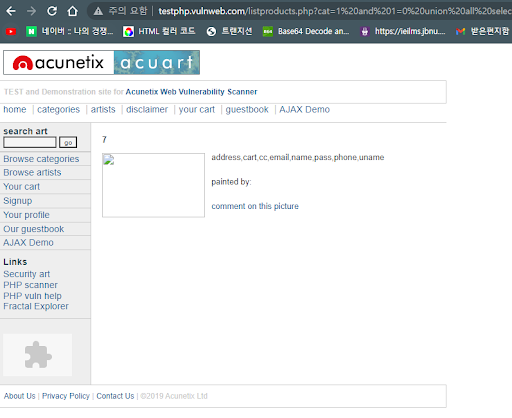 주의 요함 | testphp.vulnweb.com/listproducts.php?cat=1%20and%201=0%20union%20all%20selec
네이버 :: 나의 경쟁... HTML 컬러 코드 트랜지션 Base64 Decode an... https://ieilms.jbnu.... 받은편지함
acunetix acuart
TEST and Demonstration site for Acunetix Web Vulnerability Scanner
home | categories | artists | disclaimer | your cart | guestbook | AJAX Demo
search art
go
Browse categories
Browse artists
Your cart
Signup
Your profile
Our guestbook
AJAX Demo
Links
Security art
PHP scanner
PHP vuln help
Fractal Explorer
7
address,cart,cc,email,name,pass,phone,uname
painted by:
comment on this picture
About Us | Privacy Policy | Contact Us | ©2019 Acunetix Ltd